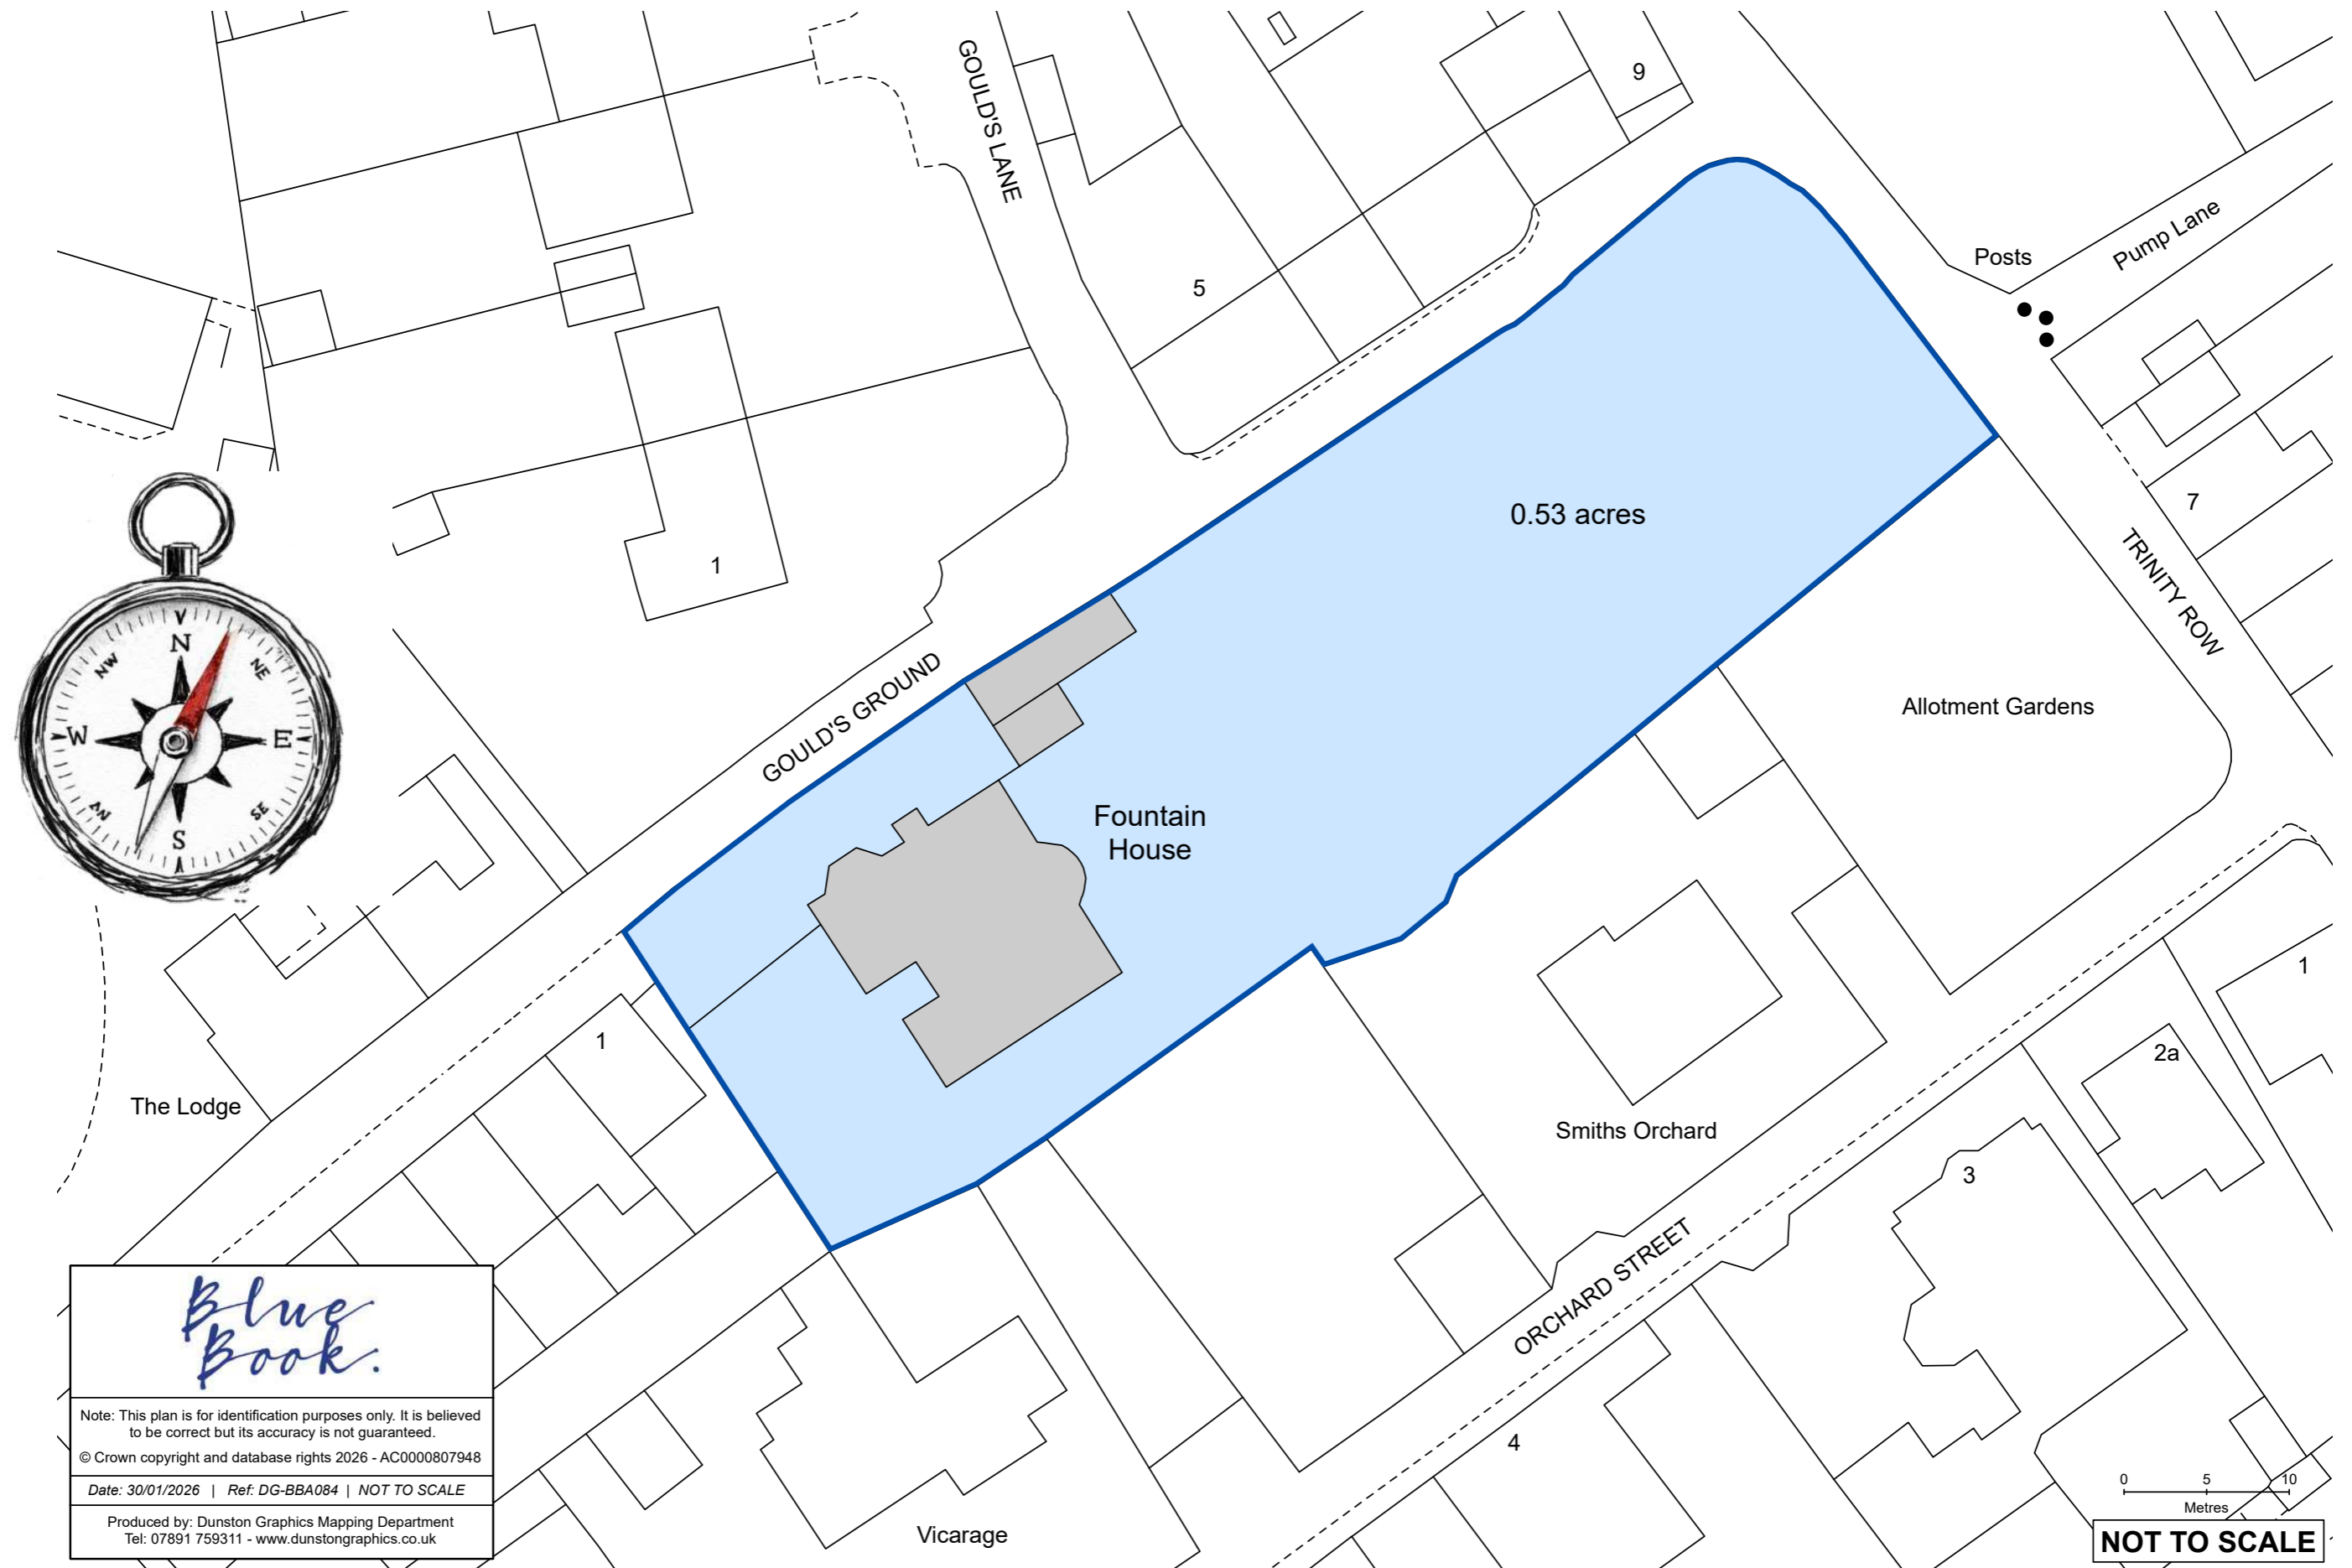 GOULD'S LANE
9
Pump Lane
Posts
5
7
0.53 acres
TRINITY ROW
1
N
NW
NE
W
E
NW
SE
S
GOULD'S GROUND
Allotment Gardens
Fountain
House
1
1
2a
The Lodge
Smiths Orchard
3
ORCHARD STREET
4
Vicarage
Blue
Book.
Note: This plan is for identification purposes only. It is believed
to be correct but its accuracy is not guaranteed.
© Crown copyright and database rights 2026 - AC0000807948
Date: 30/01/2026 | Ref: DG-BBA084 | NOT TO SCALE
Produced by: Dunston Graphics Mapping Department
Tel: 07891 759311 - www.dunstongraphics.co.uk
0 5 10
Metres
NOT TO SCALE